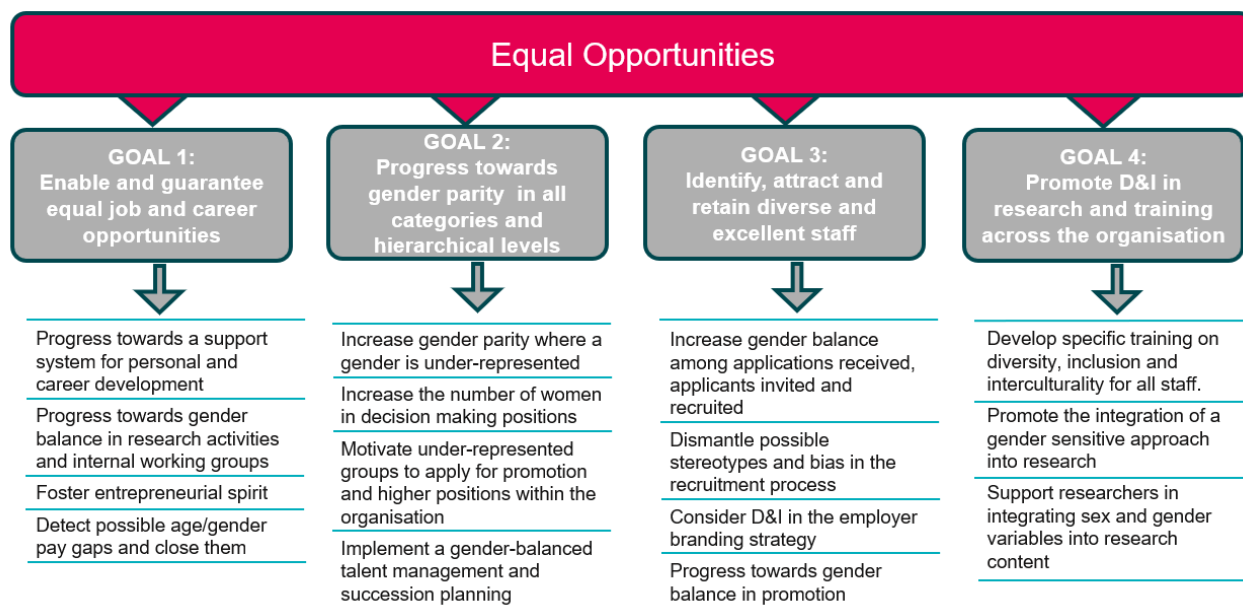 Equal Opportunities
GOAL 1:
Enable and guarantee
equal job and career
opportunities
GOAL 2:
Progress towards
gender parity in all
categories and
hierarchical levels
GOAL 3:
Identify, attract and
retain diverse and
excellent staff
GOAL 4:
Promote D&I in
research and training
across the organisation
Progress towards a support
system for personal and
career development
Progress towards gender
balance in research activities
and internal working groups
Foster entrepreneurial spirit
Detect possible age/gender
pay gaps and close them
Increase gender parity where a
gender is under-represented
Increase the number of women
in decision making positions
Motivate under-represented
groups to apply for promotion
and higher positions within the
organisation
Implement a gender-balanced
talent management and
succession planning
Increase gender balance
among applications received,
applicants invited and
recruited
Dismantle possible
stereotypes and bias in the
recruitment process
Consider D&I in the employer
branding strategy
Progress towards gender
balance in promotion
Develop specific training on
diversity, inclusion and
interculturality for all staff.
Promote the integration of a
gender sensitive approach
into research
Support researchers in
integrating sex and gender
variables into research
content